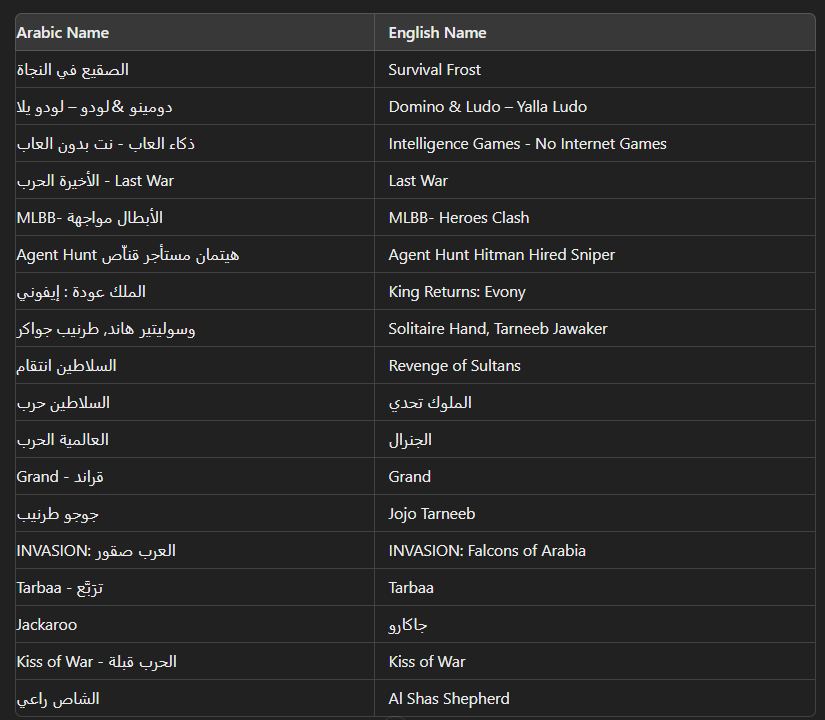 Arabic Name English Name
الصقيع في النجاة Survival Frost
دومينو &لودو – لودو يلا Domino & Ludo – Yalla Ludo
ذكاء العاب - نت بدون العاب Intelligence Games - No Internet Games
الأخيرة الحرب - Last War Last War
MLBB- الأبطال مواجهة MLBB- Heroes Clash
Agent Hunt هيتمان مستأجر قنّاص Agent Hunt Hitman Hired Sniper
الملك عودة : إيفوني King Returns: Evony
وسوليتير هاند, طرنيب جواكر Solitaire Hand, Tarneeb Jawaker
السلاطين انتقام Revenge of Sultans
السلاطين حرب الملوك تحدي
العالمية الحرب الجنرال
Grand - قراند Grand
جوجو طرنيب Jojo Tarneeb
INVASION: العرب صقور INVASION: Falcons of Arabia
Tarbaa - تَرَبَّع Tarbaa
Jackaroo جاكارو
Kiss of War - الحرب قبلة Kiss of War
الشاص راعي Al Shas Shepherd